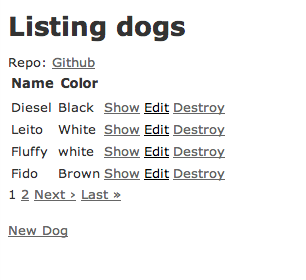 Listing dogs
Repo: Github
Name Color
Diesel Black Show Edit Destroy
Leito White Show Edit Destroy
Fluffy white Show Edit Destroy
Fido Brown Show Edit Destroy
1 2 Next › Last »
New Dog